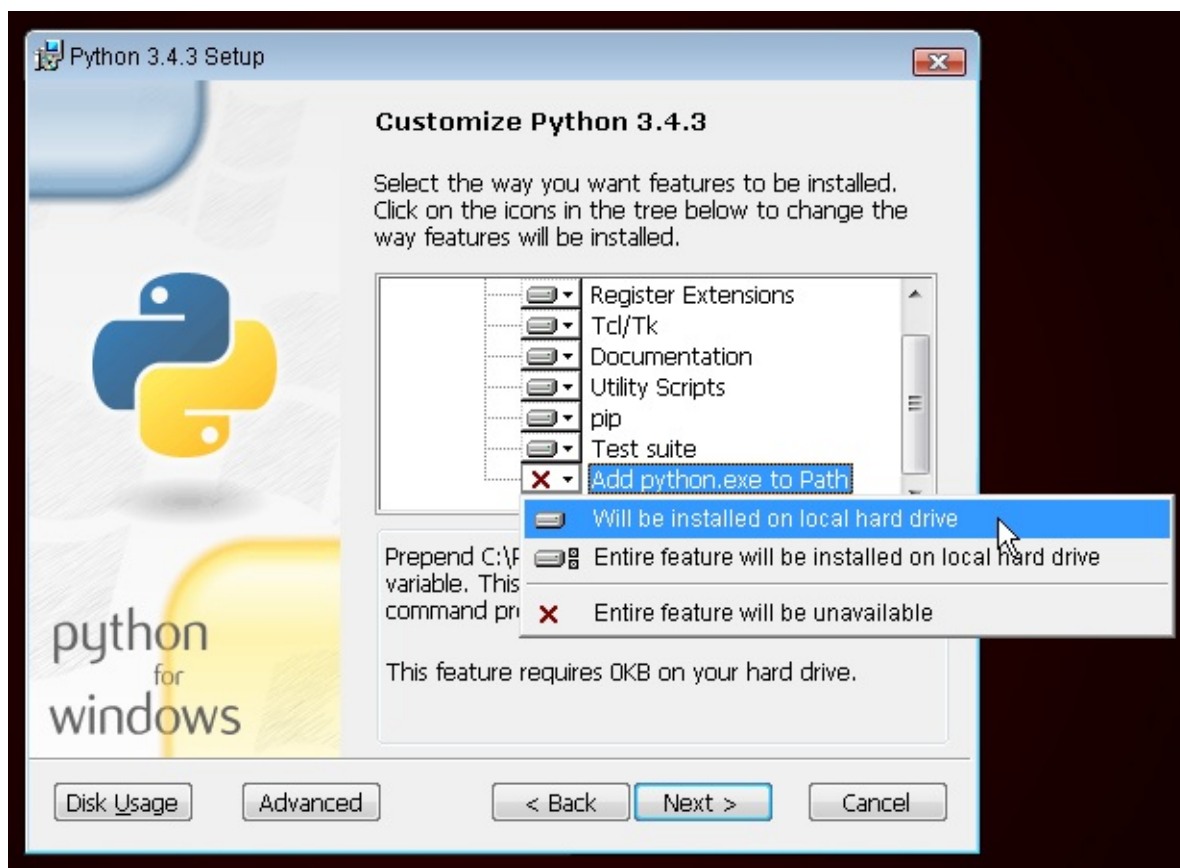 Python 3.4.3 Setup
Customize Python 3.4.3
Select the way you want features to be installed.
Click on the icons in the tree below to change the
way features will be installed.
Register Extensions
Tcl/Tk
Documentation
Utility Scripts
pip
Test suite
Add python.exe to Path
Will be installed on local hard drive
Entire feature will be installed on local hard drive
Entire feature will be unavailable
Prepend C:\
variable. This
command
This feature requires 0KB on your hard drive.
python
for
windows
Disk Usage
Advanced
< Back
Next >
Cancel